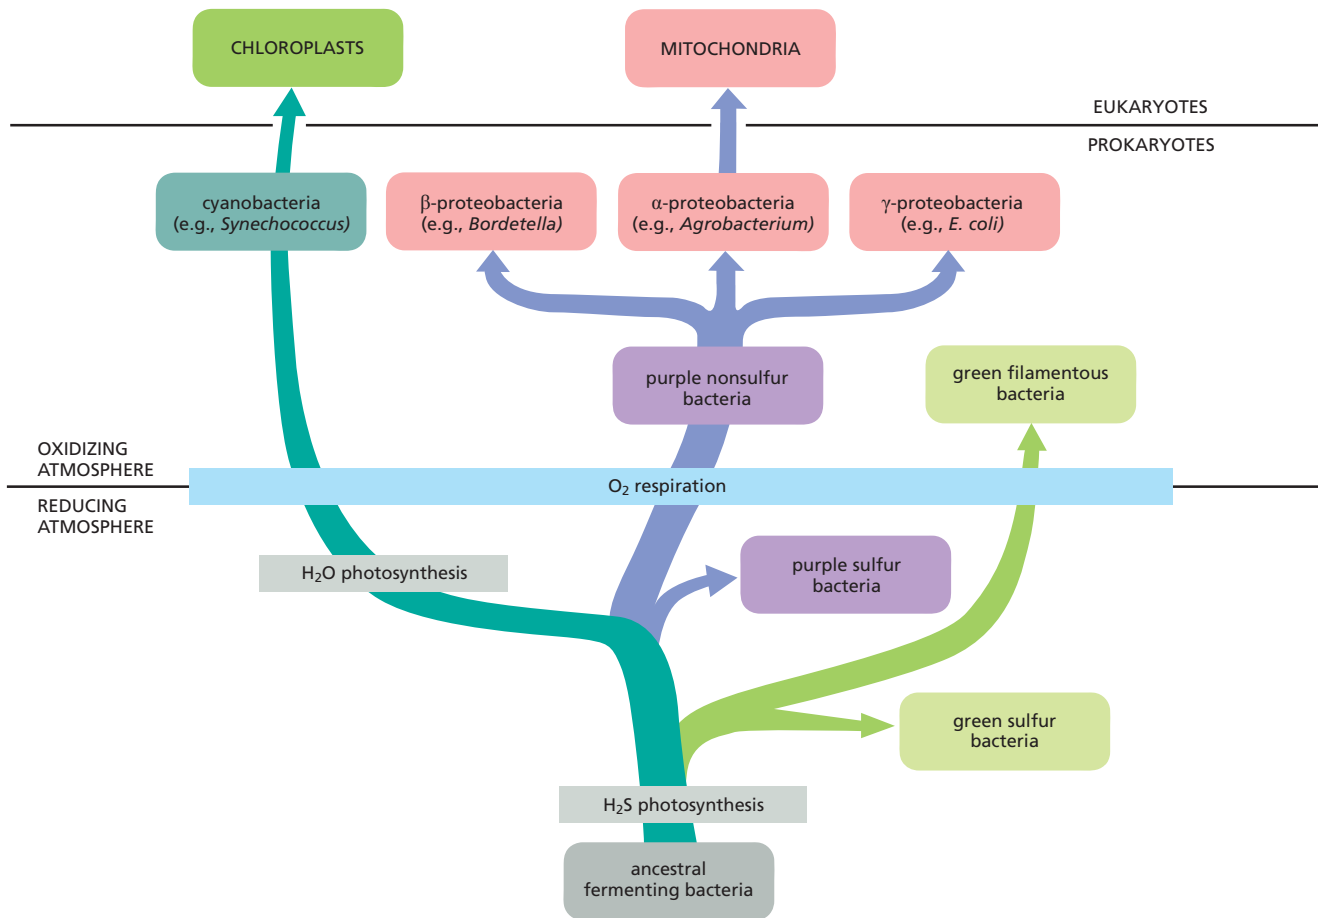 CHLOROPLASTS
MITOCHONDRIA
EUKARYOTES
PROKARYOTES
cyanobacteria
(e.g., Synechococcus)
β-proteobacteria
(e.g., Bordetella)
α-proteobacteria
(e.g., Agrobacterium)
γ-proteobacteria
(e.g., E. coli)
purple nonsulfur
bacteria
green filamentous
bacteria
OXIDIZING
ATMOSPHERE
O₂ respiration
REDUCING
ATMOSPHERE
H₂O photosynthesis
purple sulfur
bacteria
green sulfur
bacteria
H₂S photosynthesis
ancestral
fermenting bacteria